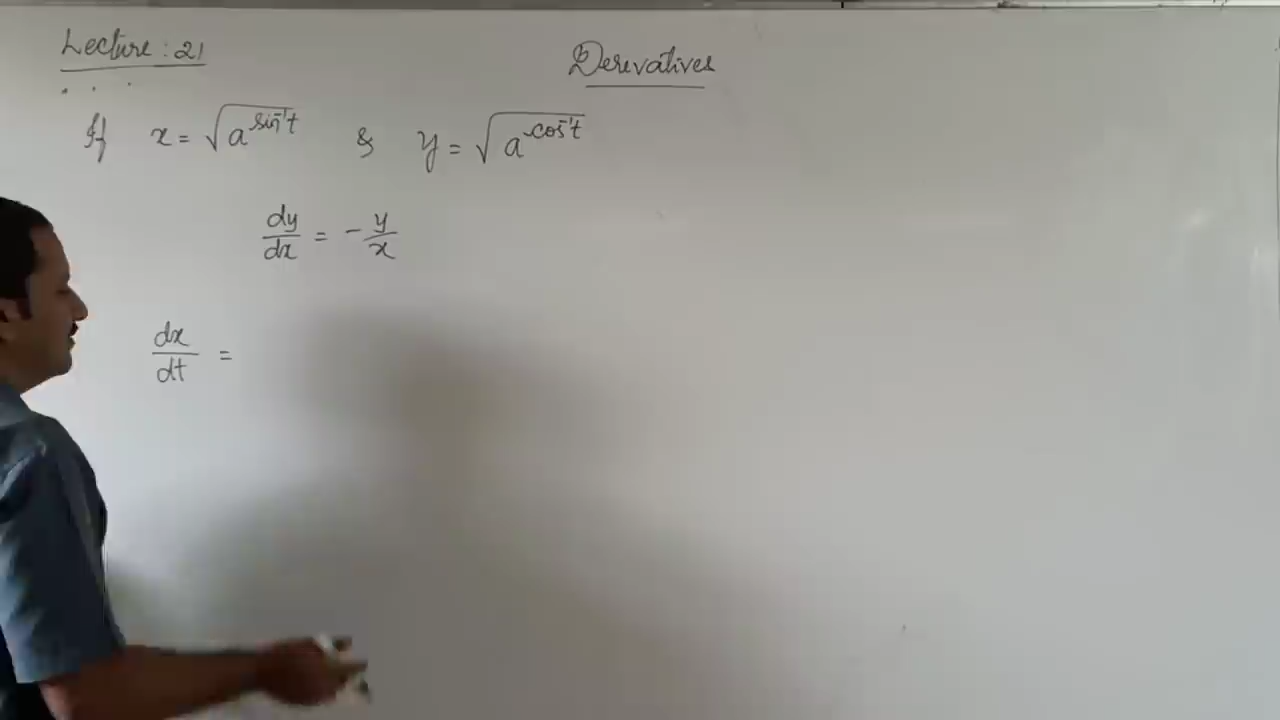 Lecture : 21
Derivatives
If x = √a^sin⁻¹t & y = √a^cos⁻¹t
dy/dx = - y/x
dx/dt =